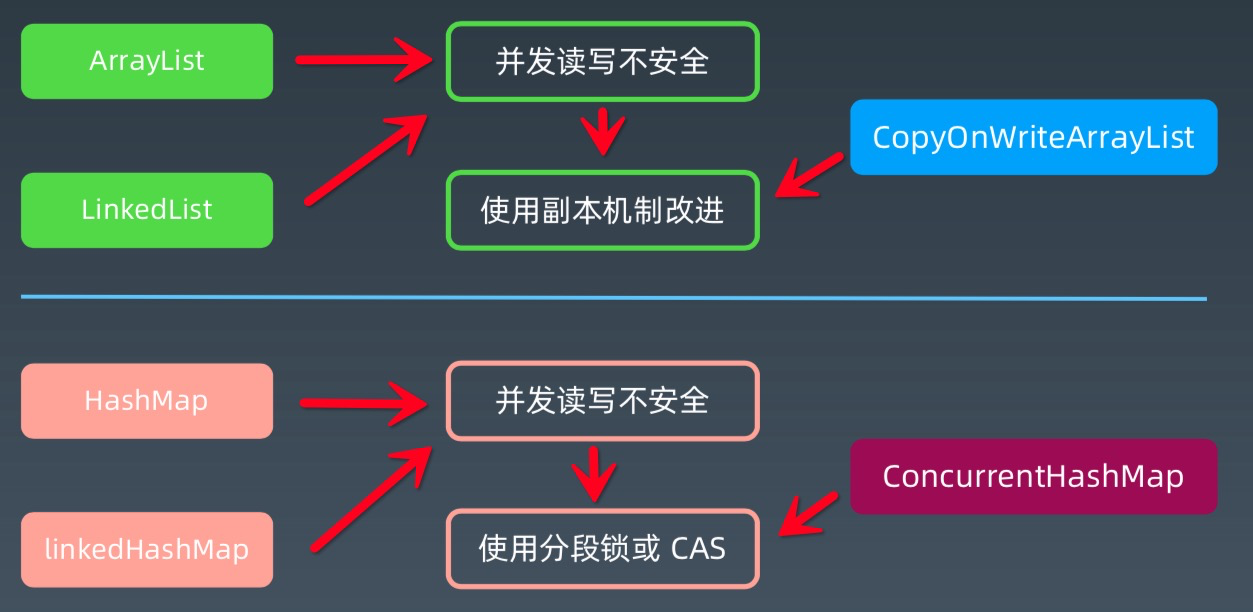 ArrayList
并发读写不安全
CopyOnWriteArrayList
LinkedList
使用副本机制改进
HashMap
并发读写不安全
ConcurrentHashMap
linkedHashMap
使用分段锁或 CAS